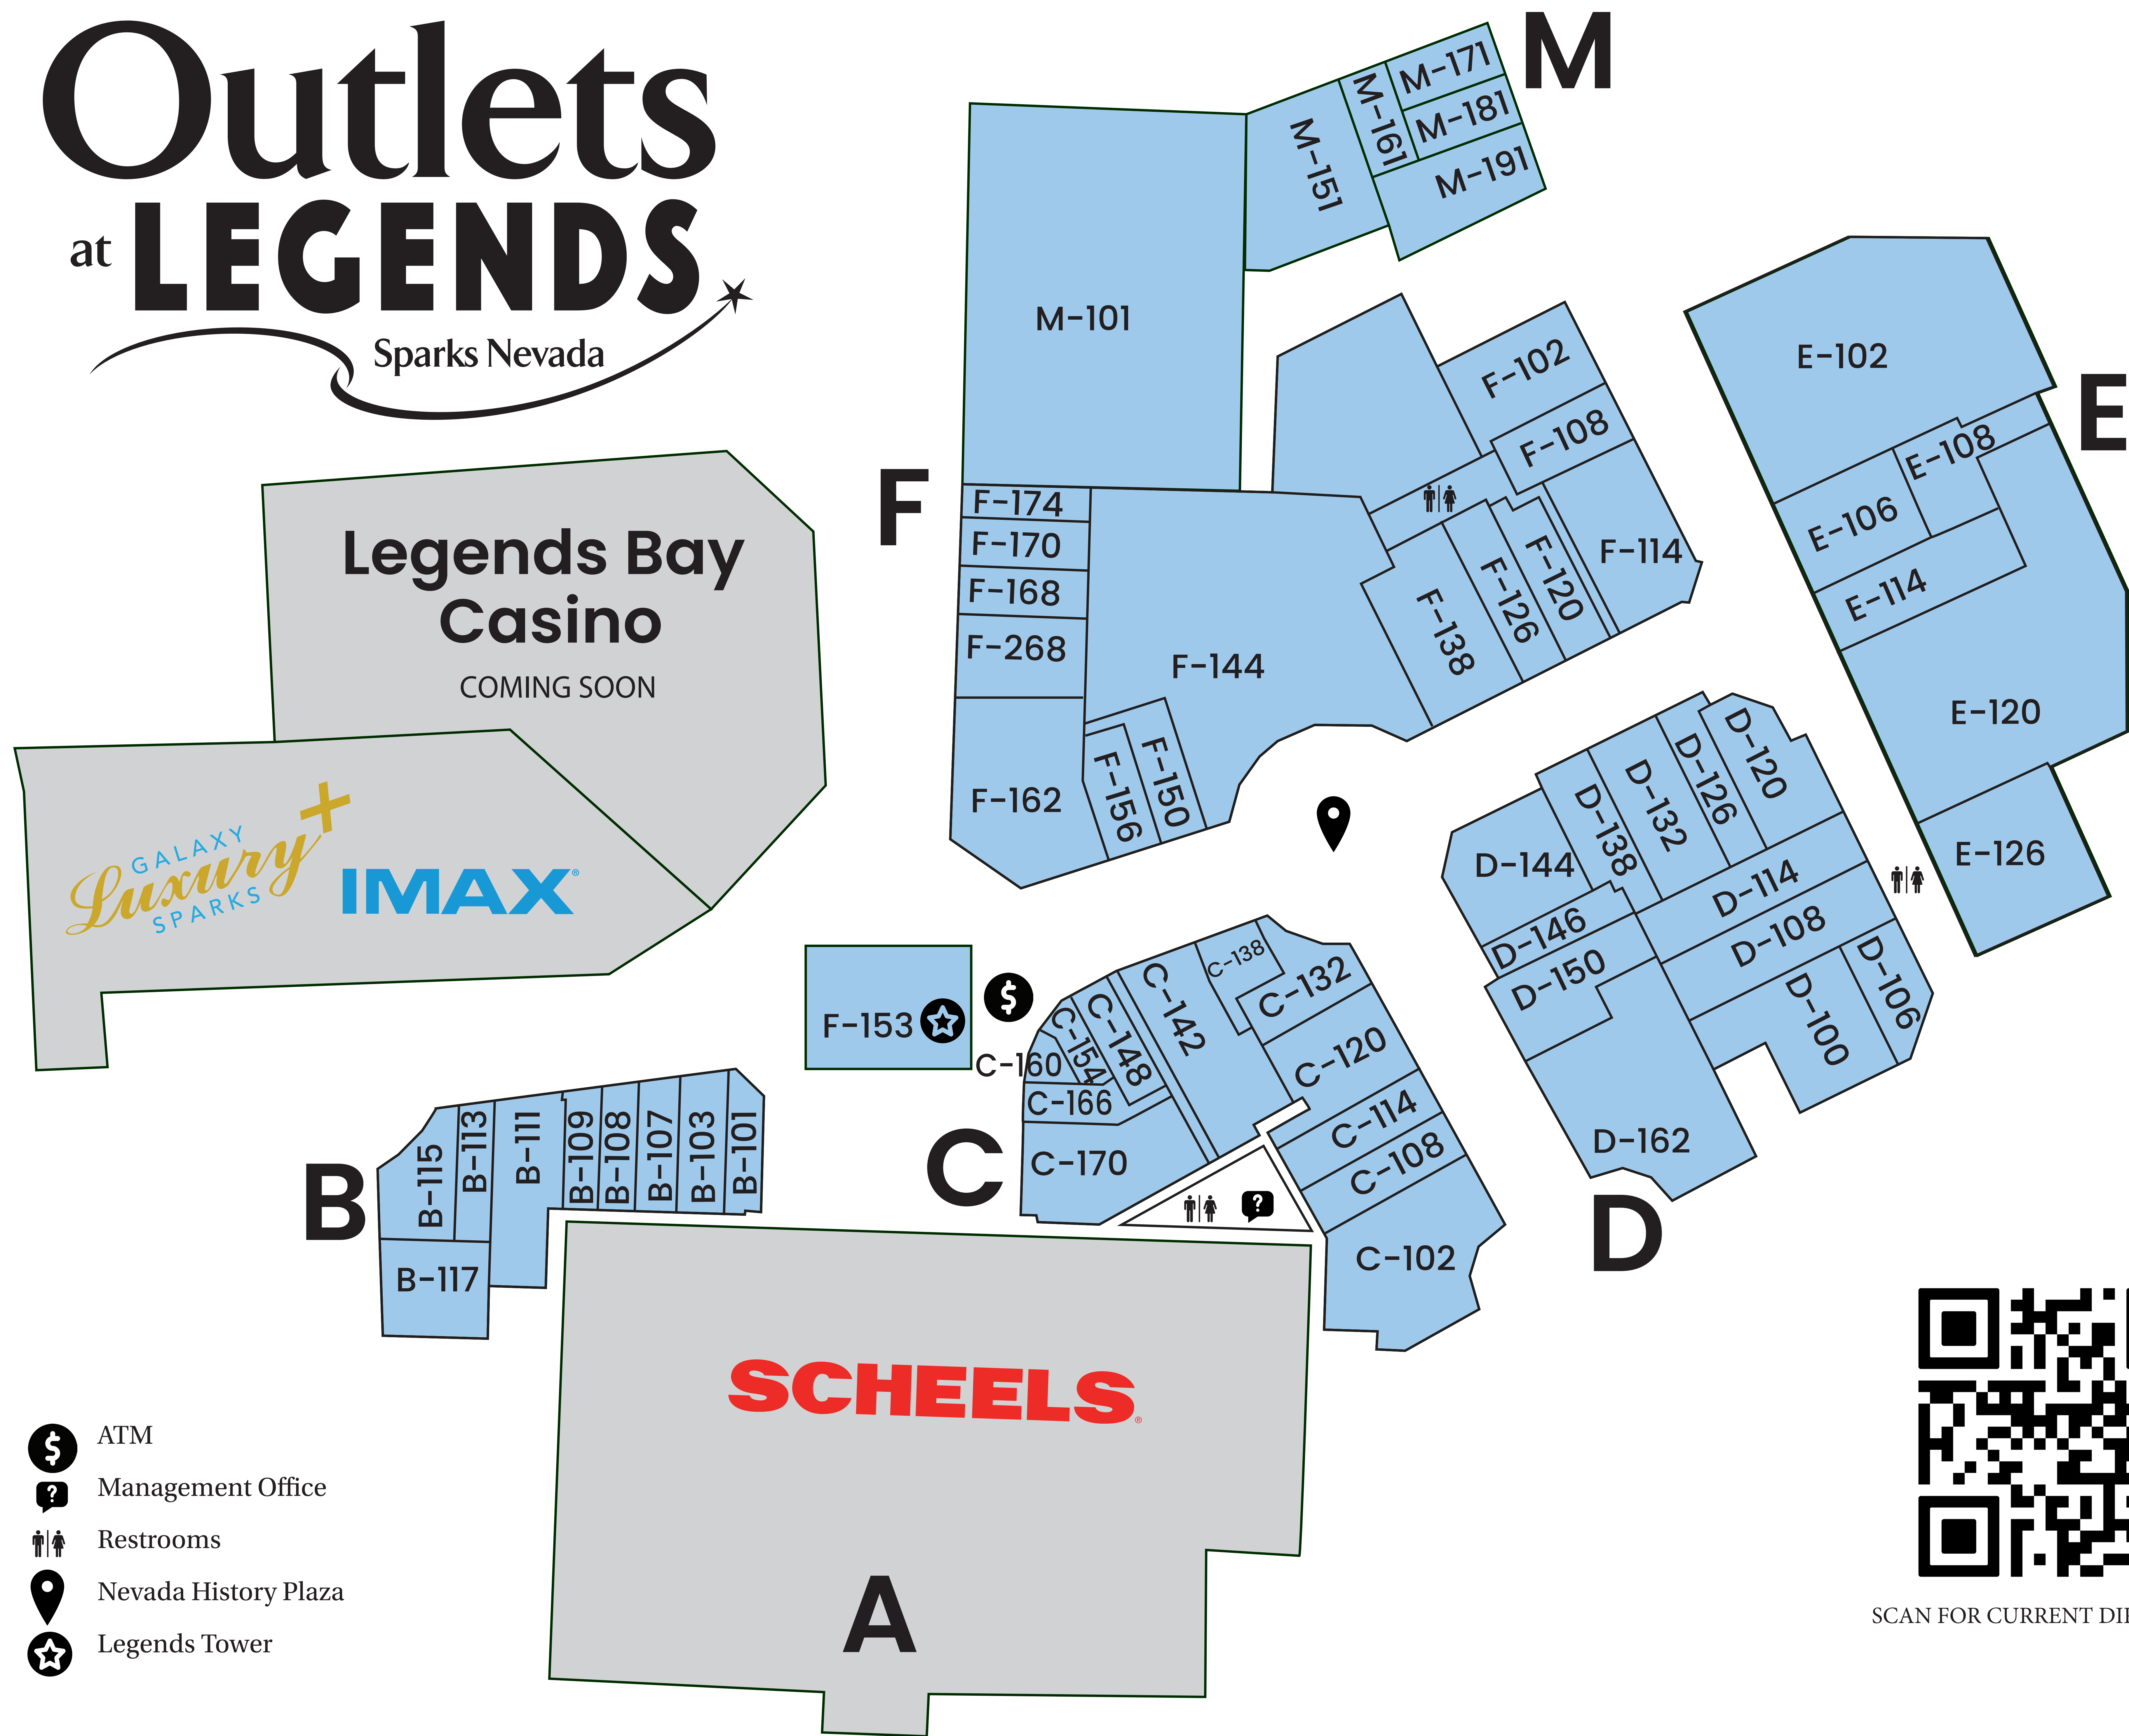 Outlets
at LEGENDS
Sparks Nevada
M
M-171
M-181
M-161
M-151
M-191
M-101
E
E-102
E-108
E-106
E-114
E-120
E-126
F
F-102
F-108
F-114
F-120
F-126
F-138
F-174
F-170
F-168
F-268
F-144
F-162
F-156
F-150
Legends Bay
Casino
COMING SOON
GALAXY
Luxury+
SPARKS
IMAX®
D-120
D-126
D-132
D-138
D-144
D-114
D-146
D-108
D-150
D-106
D-100
D-162
D
F-153
C-138
C-132
C-142
C-148
C-154
C-160
C-120
C-166
C-114
C-170
C-108
C-102
C
B
B-115
B-113
B-111
B-109
B-108
B-107
B-103
B-101
B-117
SCHEELS®
A
$ ATM
? Management Office
Restrooms
Nevada History Plaza
Legends Tower
SCAN FOR CURRENT